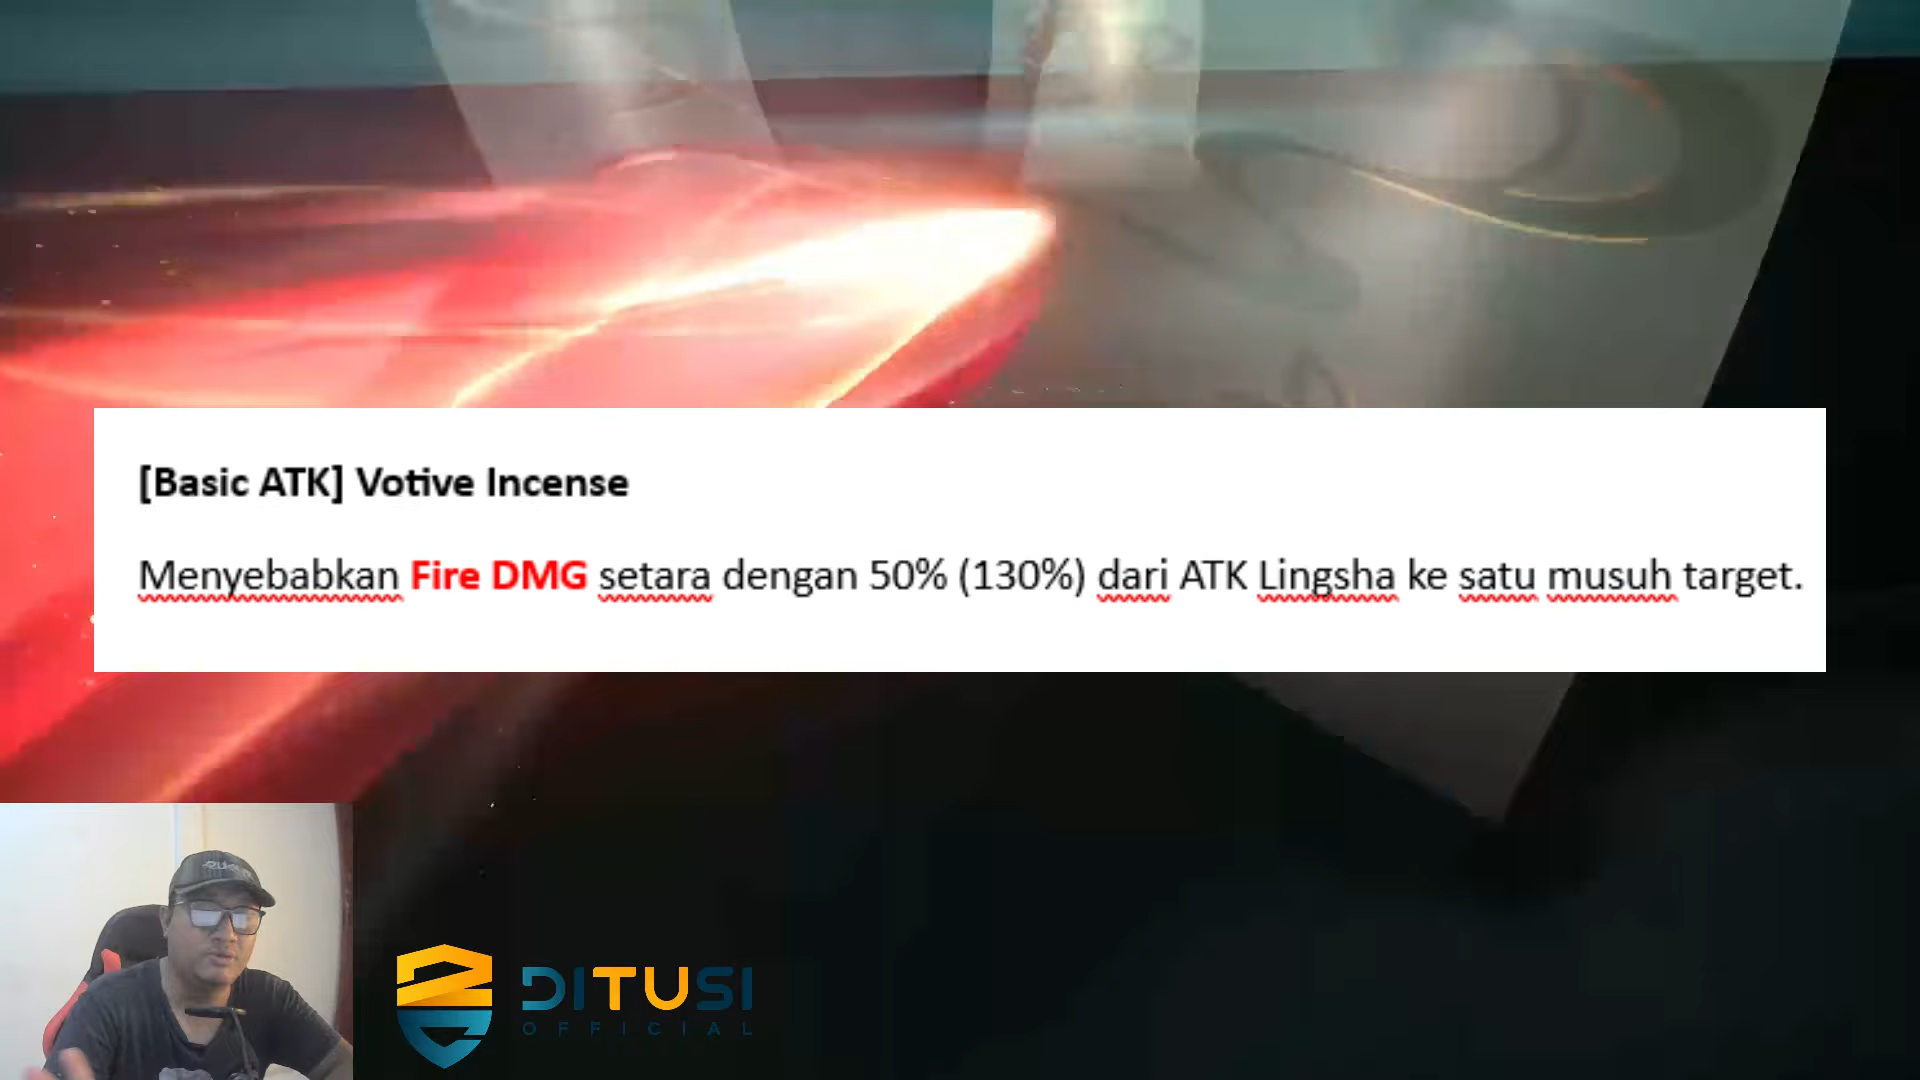 [Basic ATK] Votive Incense
Menyebabkan Fire DMG setara dengan 50% (130%) dari ATK Lingsha ke satu musuh target.
DITUSI
OFFICIAL